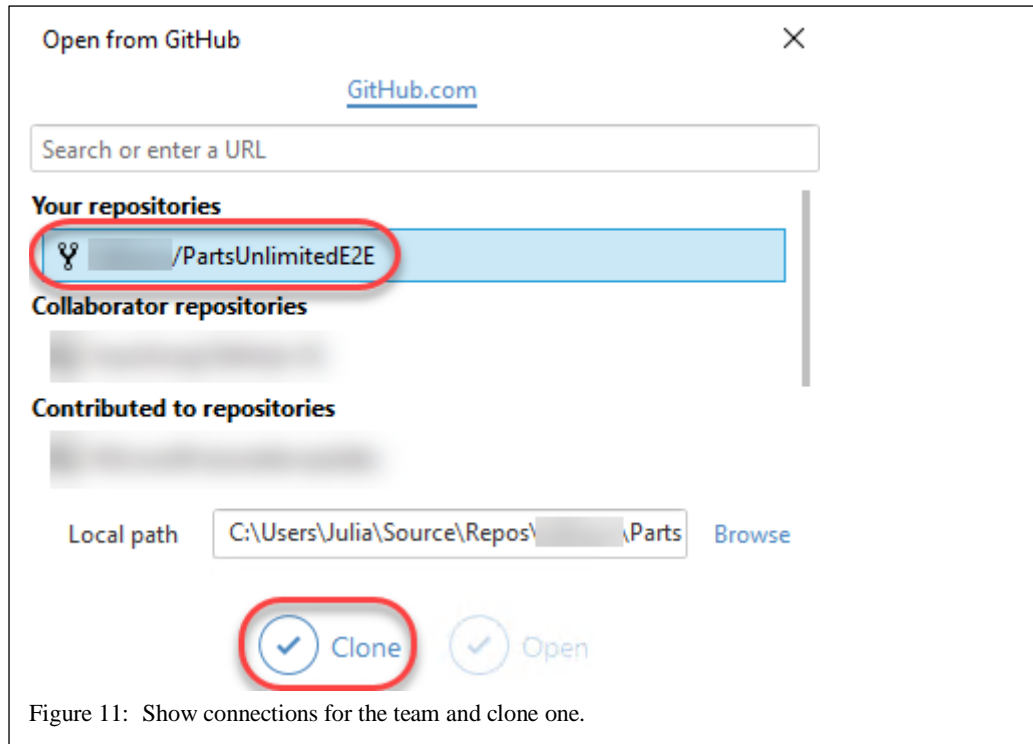 Open from GitHub
GitHub.com
Search or enter a URL
Your repositories
/PartsUnlimitedE2E
Collaborator repositories
Contributed to repositories
Local path C:\Users\Julia\Source\Repos\ \Parts Browse
Clone Open
Figure 11: Show connections for the team and clone one.